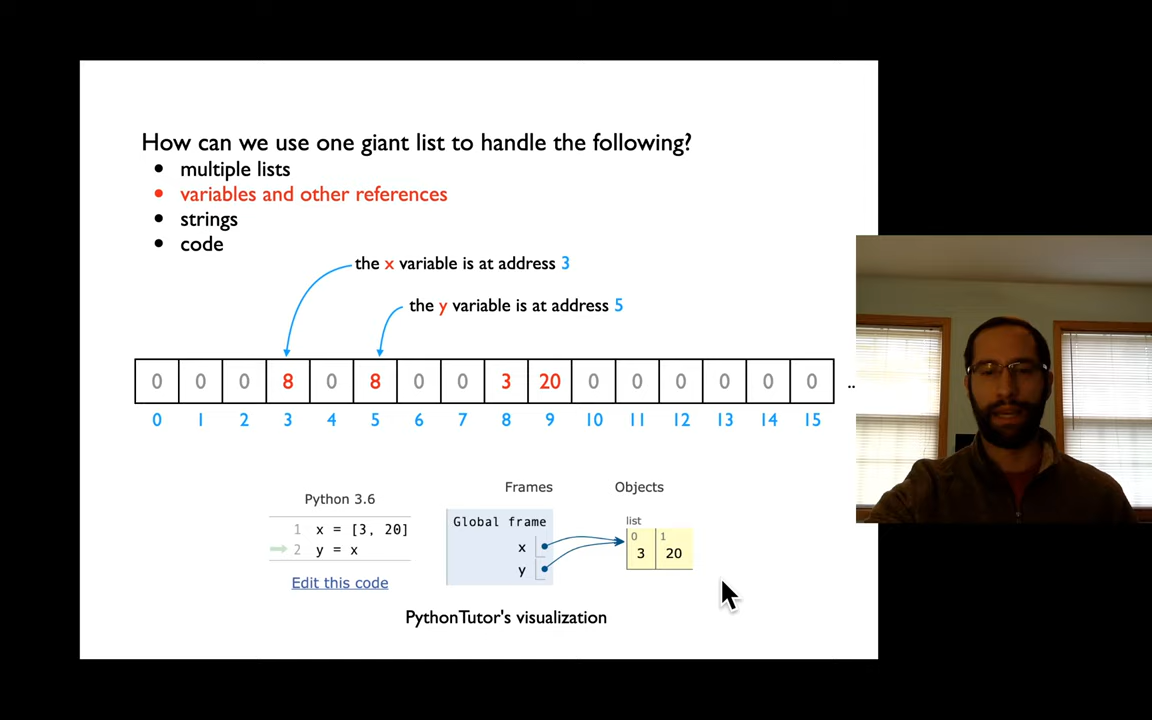 How can we use one giant list to handle the following?
• multiple lists
• variables and other references
• strings
• code
the x variable is at address 3
the y variable is at address 5
0 0 0 8 0 8 0 0 3 20 0 0 0 0 0 0 ..
0 1 2 3 4 5 6 7 8 9 10 11 12 13 14 15
Python 3.6
1 x = [3, 20]
2 y = x
Edit this code
Frames
Objects
Global frame
x
y
list
0 1
3 20
PythonTutor's visualization